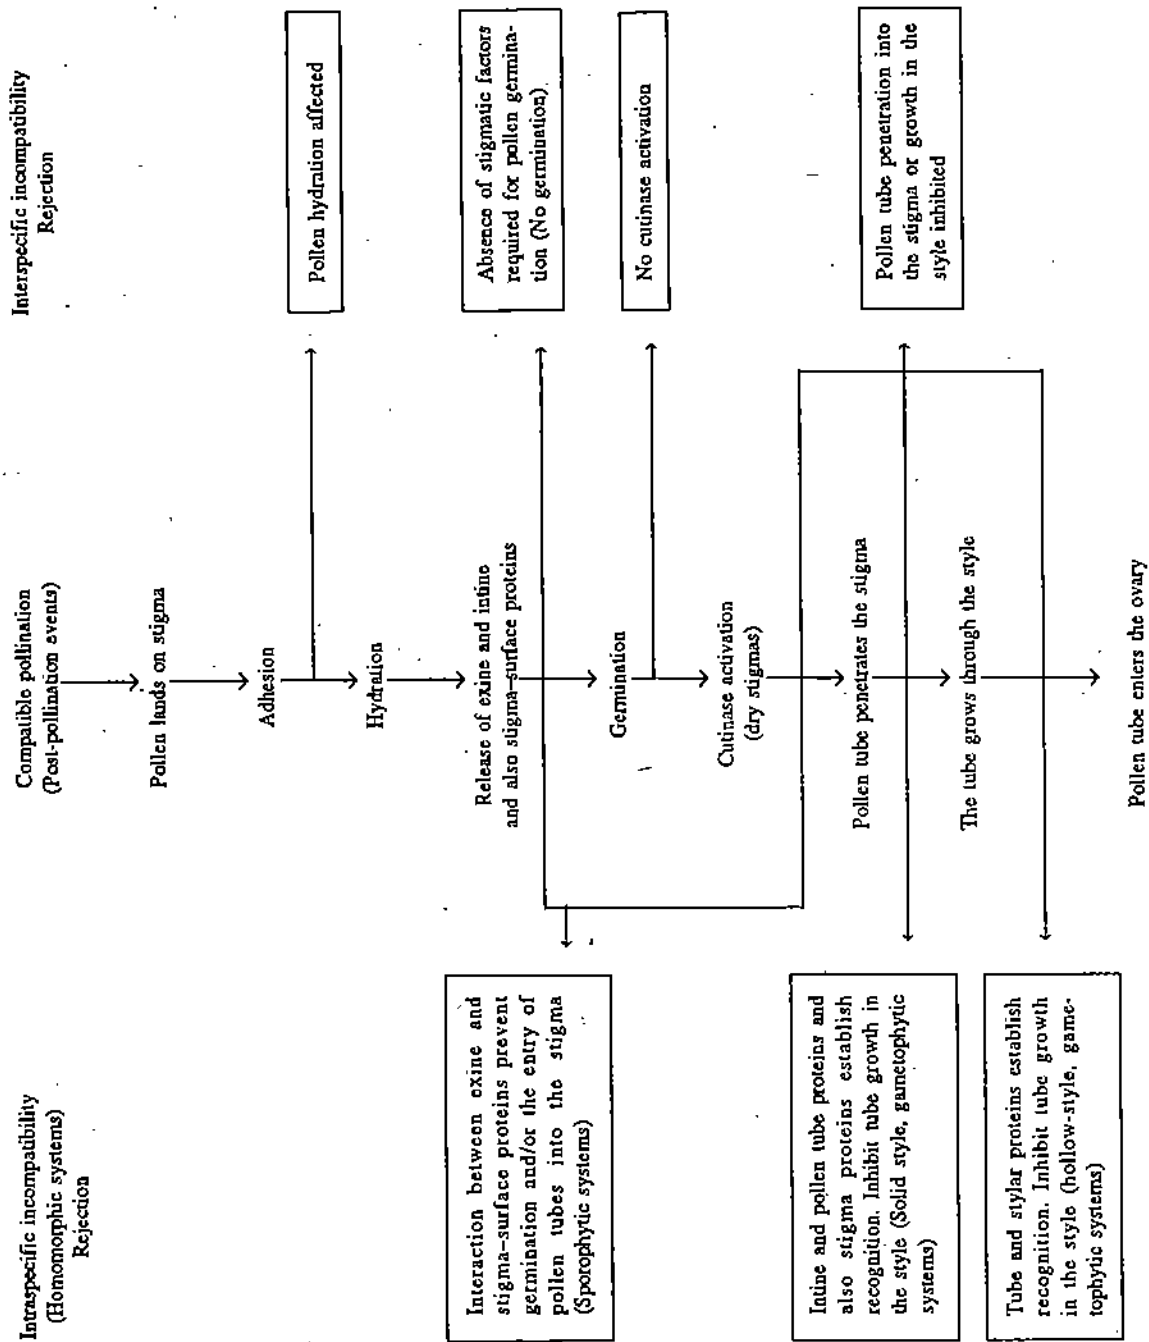 Intraspecific incompatibility
(Homomorphic systems)
Rejection
Compatible pollination
(Post-pollination events)
Interspecific incompatibility
Rejection
Pollen lands on stigma
Adhesion
Pollen hydration affected
Hydration
Release of exine and intine
and also stigma-surface proteins
Absence of stigmatic factors
required for pollen germina-
tion (No germination)
Interaction between exine and
stigma-surface proteins prevent
germination and/or the entry of
pollen tubes into the stigma
(Sporophytic systems)
Germination
No cutinase activation
Cutinase activation
(dry stigmas)
Pollen tube penetrates the stigma
Intine and pollen tube proteins and
also stigma proteins establish
recognition. Inhibit tube growth in
the style (Solid style, gametophytic
systems)
Pollen tube penetration into
the stigma or growth in the
style inhibited
The tube grows through the style
Tube and stylar proteins establish
recognition. Inhibit tube growth
in the style (hollow-style, game-
tophytic systems)
Pollen tube enters the ovary